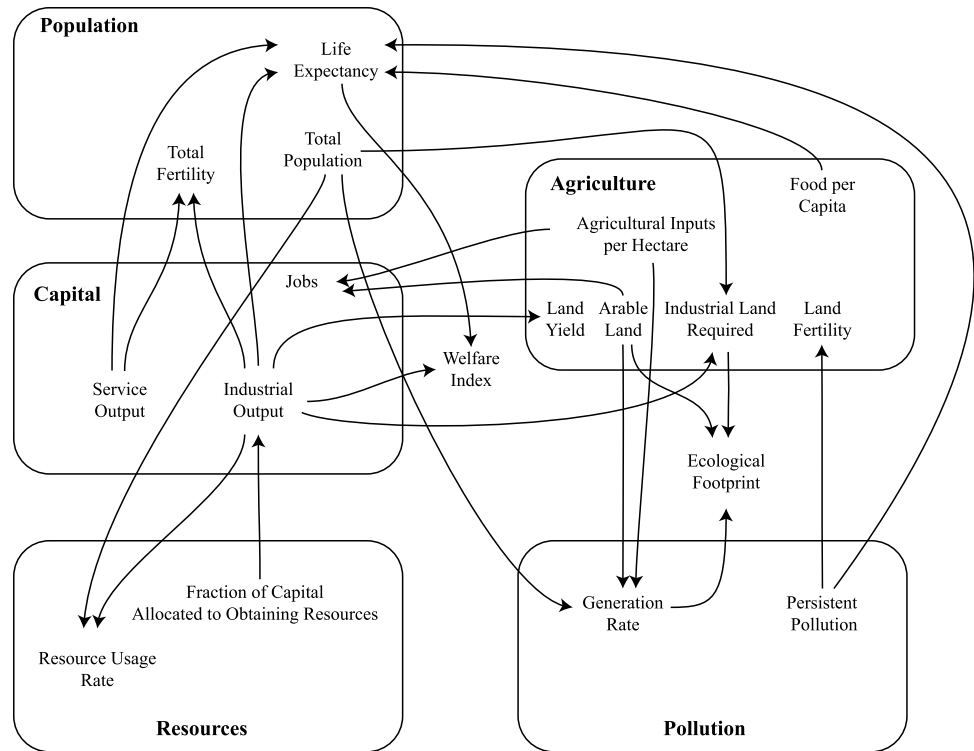 Population
Life
Expectancy
Total
Fertility
Total
Population
Agriculture
Food per
Capita
Agricultural Inputs
per Hectare
Land
Yield
Arable
Land
Industrial Land
Required
Land
Fertility
Capital
Jobs
Service
Output
Industrial
Output
Welfare
Index
Ecological
Footprint
Fraction of Capital
Allocated to Obtaining Resources
Resource Usage
Rate
Resources
Generation
Rate
Persistent
Pollution
Pollution